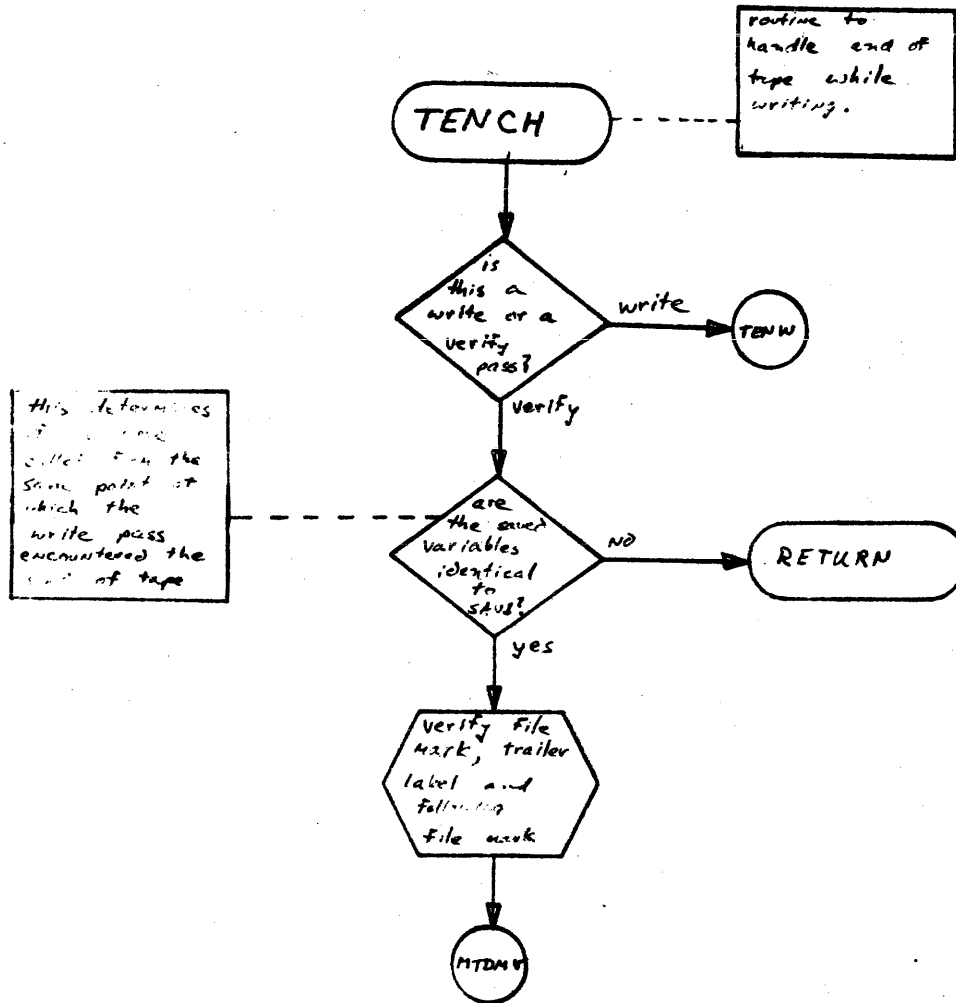 routine to
handle end of
tape while
writing.
TENCH
is
this a
write or a
verify
pass?
write
TENW
verify
this determines
the
same point at
which the
write pass
encountered the
end of tape
are
the saved
variables
identical
to
NO
RETURN
yes
verify file
mark, trailer
label and
following
file mark